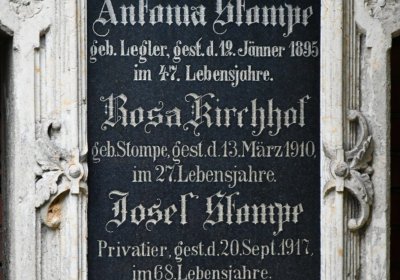 Antonia Stompe
geb. Legler, gest. d. 12. Jänner 1895
im 47. Lebensjahre.
Rosa Kirchhof
geb. Stompe, gest. d. 13. März 1910,
im 27. Lebensjahre.
Josef Stompe
Privatier, gest. d. 20. Sept. 1917,
im 68. Lebensjahre.